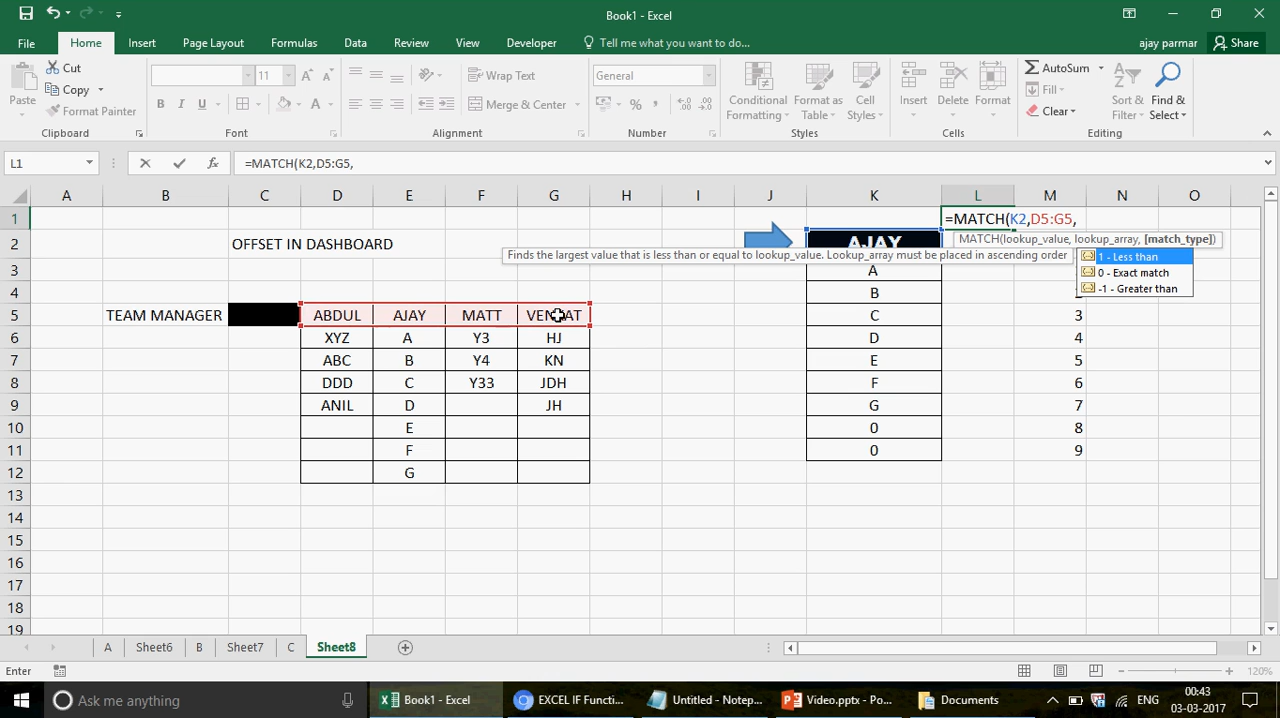 Book1 - Excel
File Home Insert Page Layout Formulas Data Review View Developer Tell me what you want to do... ajay parmar Share
Paste Cut Copy Format Painter Clipboard
11 B I U Font
Wrap Text Merge & Center Alignment
General % Number
Conditional Formatting Format as Table Cell Styles Styles
Insert Delete Format Cells
AutoSum Fill Clear Sort & Filter Find & Select Editing
L1 fx =MATCH(K2,D5:G5,
A B C D E F G H I J K L M N O
1 =MATCH(K2,D5:G5,
2 OFFSET IN DASHBOARD AJAY
MATCH(lookup_value, lookup_array, [match_type])
Finds the largest value that is less than or equal to lookup_value. Lookup_array must be placed in ascending order
1 - Less than
0 - Exact match
-1 - Greater than
3 A
4 B
5 TEAM MANAGER ABDUL AJAY MATT C 3
6 XYZ A Y3 HJ D 4
7 ABC B Y4 KN E 5
8 DDD C Y33 JDH F 6
9 ANIL D JH G 7
10 E 0 8
11 F 0 9
12 G
13
14
15
16
17
18
19
A Sheet6 B Sheet7 C Sheet8
Enter 120%
Ask me anything Book1 - Excel EXCEL IF Functi... Untitled - Notep... Video.pptx - Po... Documents ENG 00:43
03-03-2017